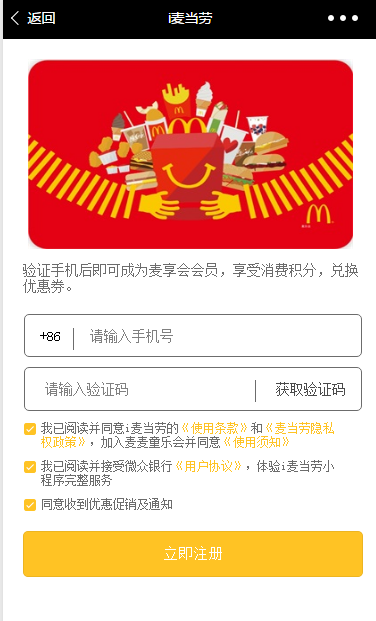 返回
i麦当劳
验证手机后即可成为麦享会会员，享受消费积分，兑换
优惠券。
+86
请输入手机号
请输入验证码
获取验证码
我已阅读并同意i麦当劳的《使用条款》和《麦当劳隐私
权政策》，加入麦麦童乐会并同意《使用须知》
我已阅读并接受微众银行《用户协议》，体验i麦当劳小
程序完整服务
同意收到优惠促销及通知
立即注册